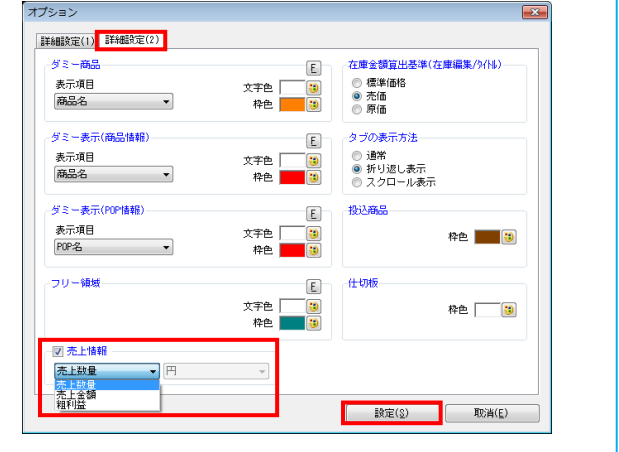 オプション
詳細設定(1) 詳細設定(2)
ダミー商品
F
表示項目
商品名
文字色
枠色
在庫金額算出基準(在庫編集/タイトル)
標準価格
売価
原価
ダミー表示(商品情報)
F
表示項目
商品名
文字色
枠色
タブの表示方法
通常
折り返し表示
スクロール表示
ダミー表示(POP情報)
F
表示項目
POP名
文字色
枠色
投込商品
枠色
フリー領域
F
文字色
枠色
仕切板
枠色
売上情報
売上数量 円
売上数量
売上金額
粗利益
設定(S) 取消(E)